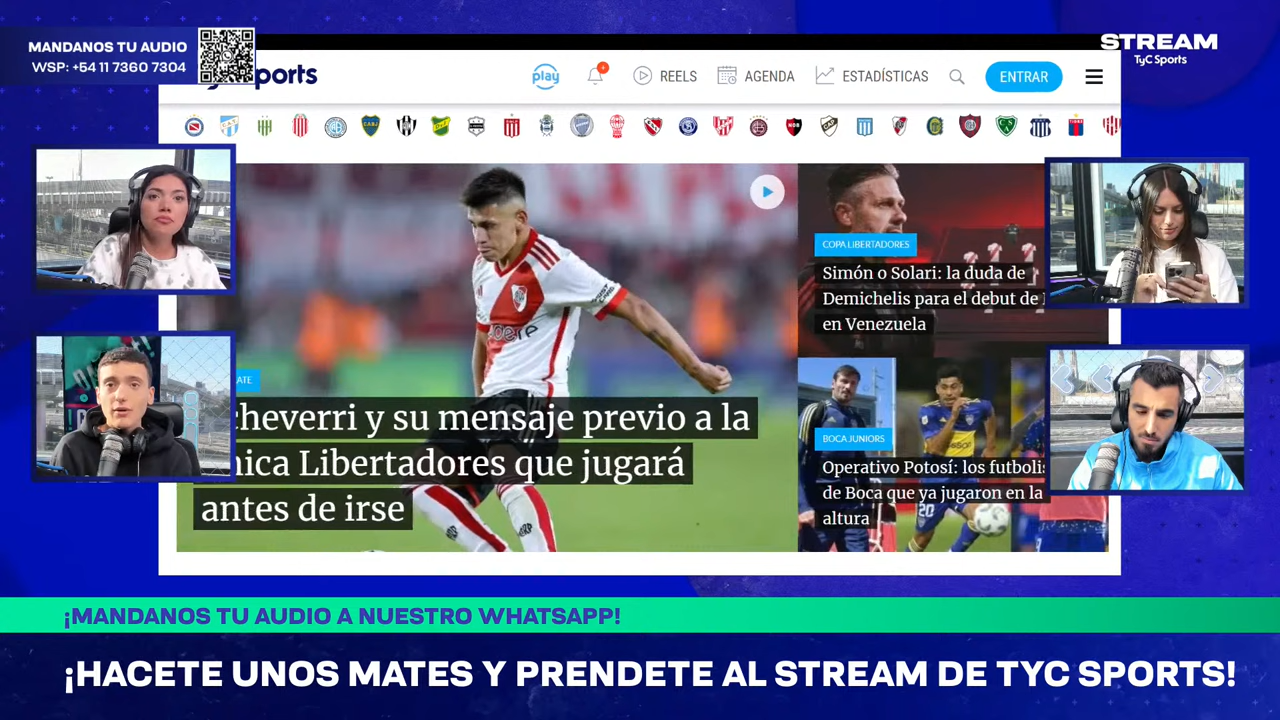 MANDANOS TU AUDIO
WSP: +54 11 7360 7304
STREAM
TyC Sports
play
REELS
AGENDA
ESTADÍSTICAS
ENTRAR
COPA LIBERTADORES
Simón o Solari: la duda de
Demichelis para el debut de
en Venezuela
cheverri y su mensaje previo a la
nica Libertadores que jugará
antes de irse
BOCA JUNIORS
Operativo Potosí: los futbolis
de Boca que ya jugaron en la
altura
20
¡MANDANOS TU AUDIO A NUESTRO WHATSAPP!
¡HACETE UNOS MATES Y PRENDETE AL STREAM DE TYC SPORTS!